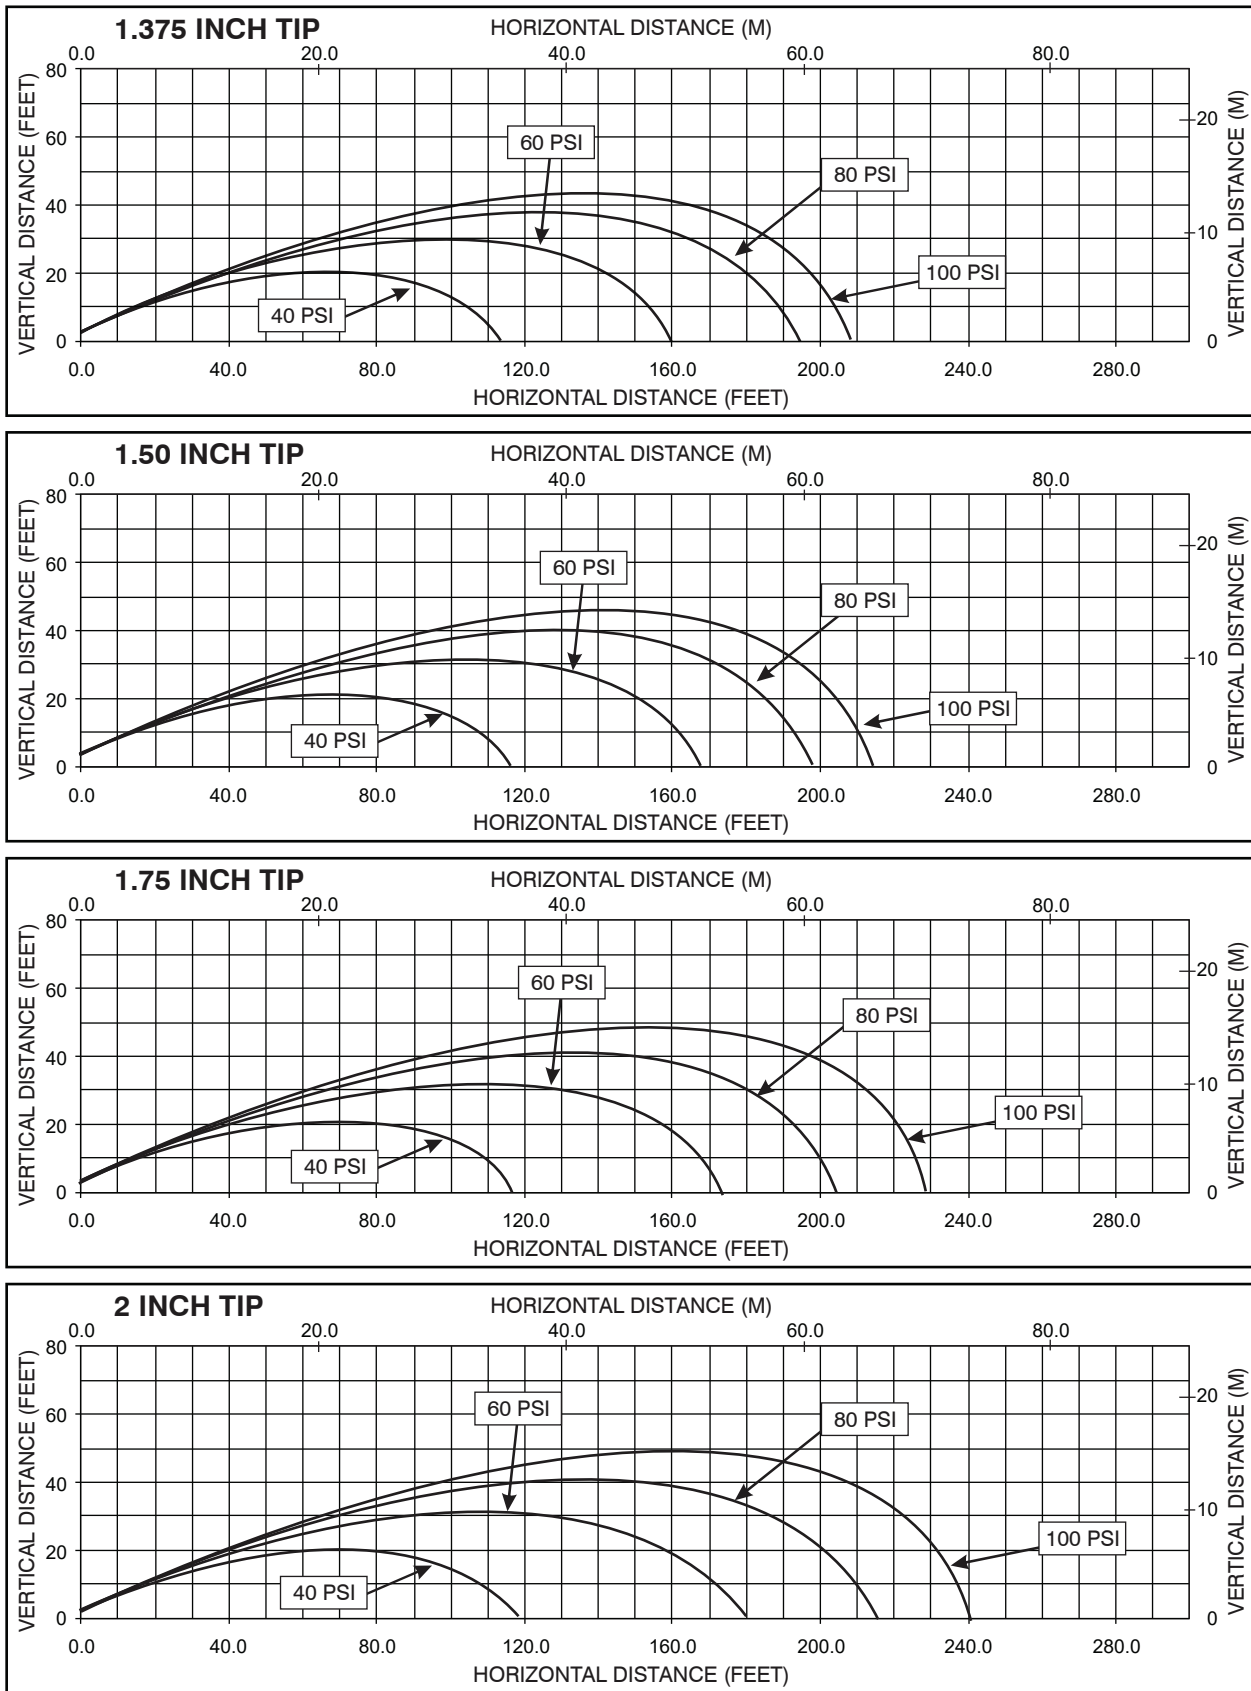 1.375 INCH TIP
HORIZONTAL DISTANCE (M)
0.0 20.0 40.0 60.0 80.0
VERTICAL DISTANCE (FEET)
80
60
40
20
0
60 PSI
80 PSI
100 PSI
40 PSI
20
10
0
VERTICAL DISTANCE (M)
0.0 40.0 80.0 120.0 160.0 200.0 240.0 280.0
HORIZONTAL DISTANCE (FEET)
1.50 INCH TIP
HORIZONTAL DISTANCE (M)
0.0 20.0 40.0 60.0 80.0
VERTICAL DISTANCE (FEET)
80
60
40
20
0
60 PSI
80 PSI
100 PSI
40 PSI
20
10
0
VERTICAL DISTANCE (M)
0.0 40.0 80.0 120.0 160.0 200.0 240.0 280.0
HORIZONTAL DISTANCE (FEET)
1.75 INCH TIP
HORIZONTAL DISTANCE (M)
0.0 20.0 40.0 60.0 80.0
VERTICAL DISTANCE (FEET)
80
60
40
20
0
60 PSI
80 PSI
100 PSI
40 PSI
20
10
0
VERTICAL DISTANCE (M)
0.0 40.0 80.0 120.0 160.0 200.0 240.0 280.0
HORIZONTAL DISTANCE (FEET)
2 INCH TIP
HORIZONTAL DISTANCE (M)
0.0 20.0 40.0 60.0 80.0
VERTICAL DISTANCE (FEET)
80
60
40
20
0
60 PSI
80 PSI
100 PSI
40 PSI
20
10
0
VERTICAL DISTANCE (M)
0.0 40.0 80.0 120.0 160.0 200.0 240.0 280.0
HORIZONTAL DISTANCE (FEET)